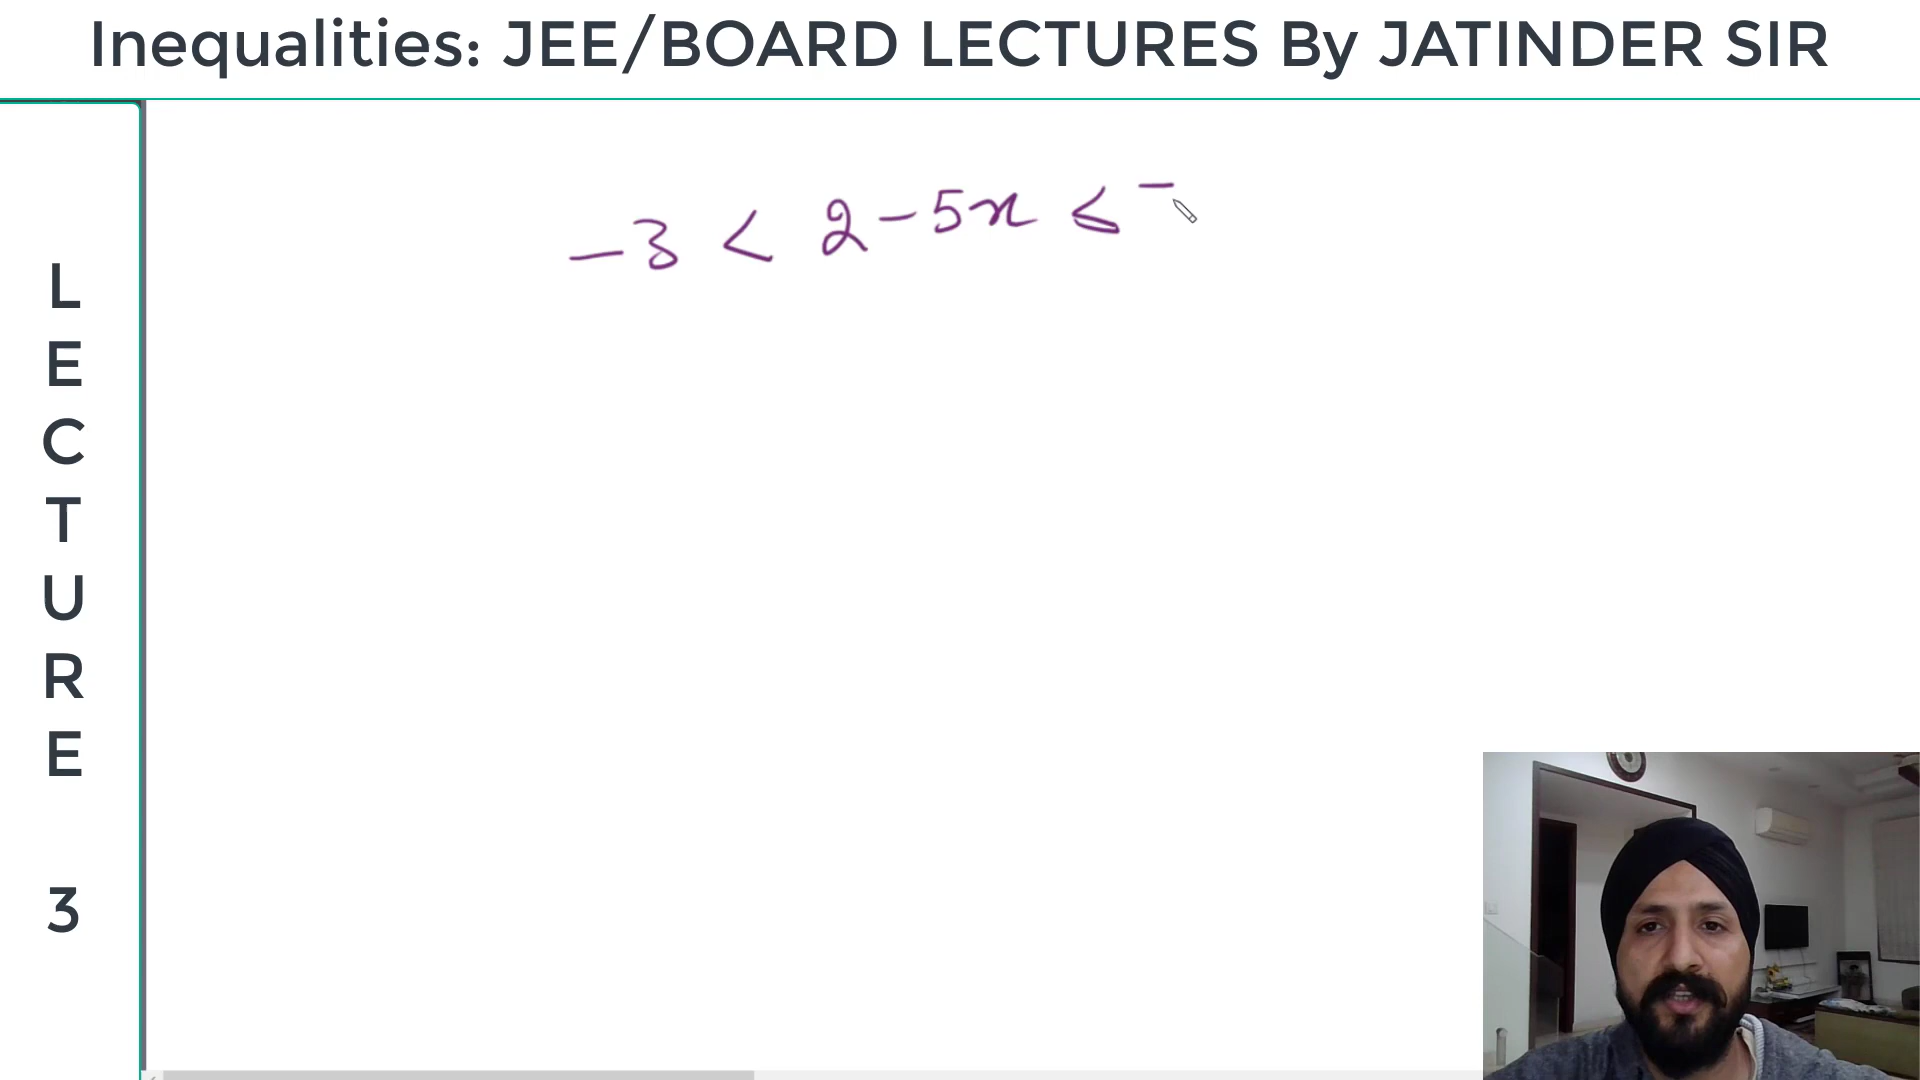 Inequalities: JEE/BOARD LECTURES By JATINDER SIR
LECTURE 3
-3 < 2-5x ≤ -